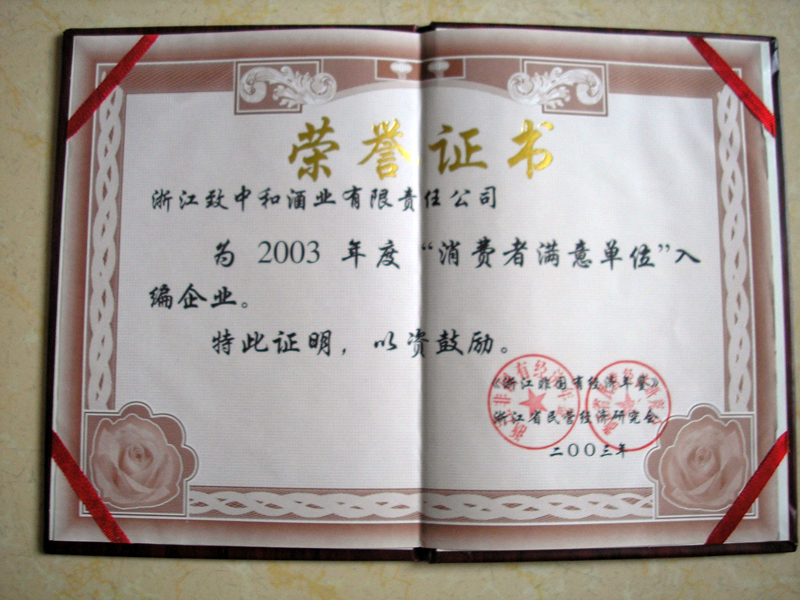 荣誉证书
浙江致中和酒业有限责任公司
为 2003 年度“消费者满意单位”入
编企业。
特此证明，以资鼓励。
《浙江非国有经济年鉴》
浙江省民营经济研究会
二00三年